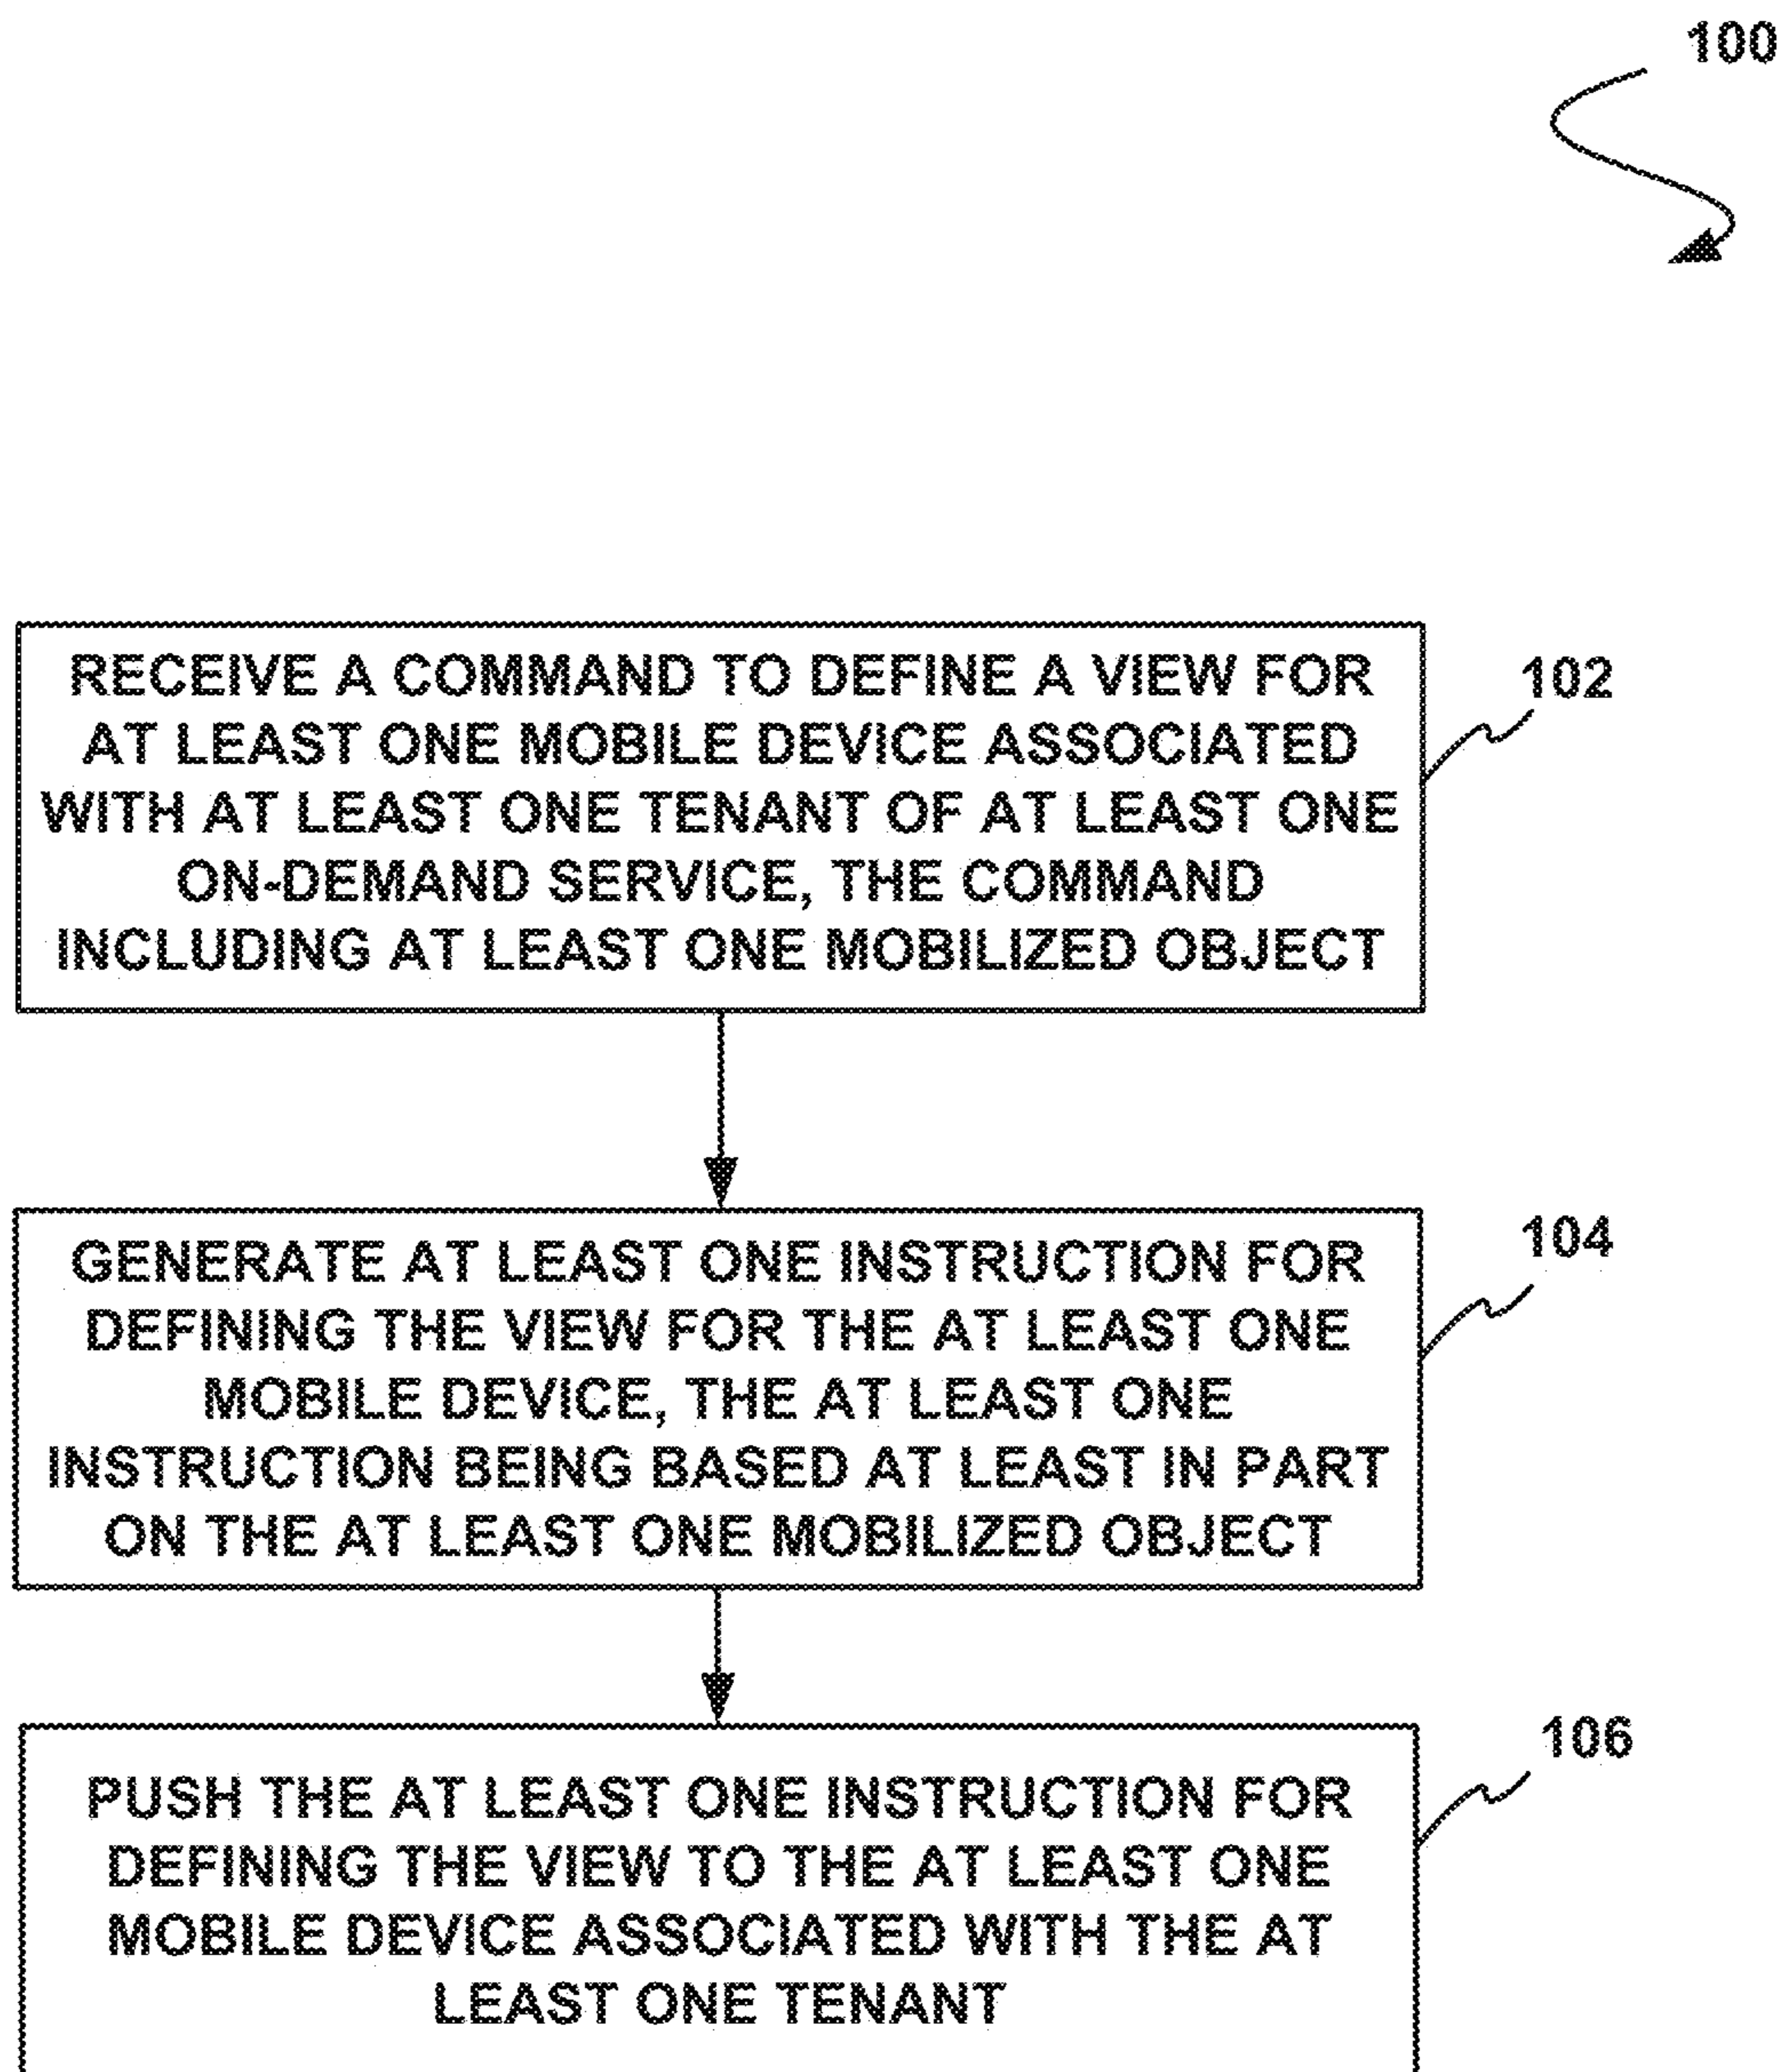 100
RECEIVE A COMMAND TO DEFINE A VIEW FOR
AT LEAST ONE MOBILE DEVICE ASSOCIATED
WITH AT LEAST ONE TENANT OF AT LEAST ONE
ON-DEMAND SERVICE, THE COMMAND
INCLUDING AT LEAST ONE MOBILIZED OBJECT
102
GENERATE AT LEAST ONE INSTRUCTION FOR
DEFINING THE VIEW FOR THE AT LEAST ONE
MOBILE DEVICE, THE AT LEAST ONE
INSTRUCTION BEING BASED AT LEAST IN PART
ON THE AT LEAST ONE MOBILIZED OBJECT
104
PUSH THE AT LEAST ONE INSTRUCTION FOR
DEFINING THE VIEW TO THE AT LEAST ONE
MOBILE DEVICE ASSOCIATED WITH THE AT
LEAST ONE TENANT
106